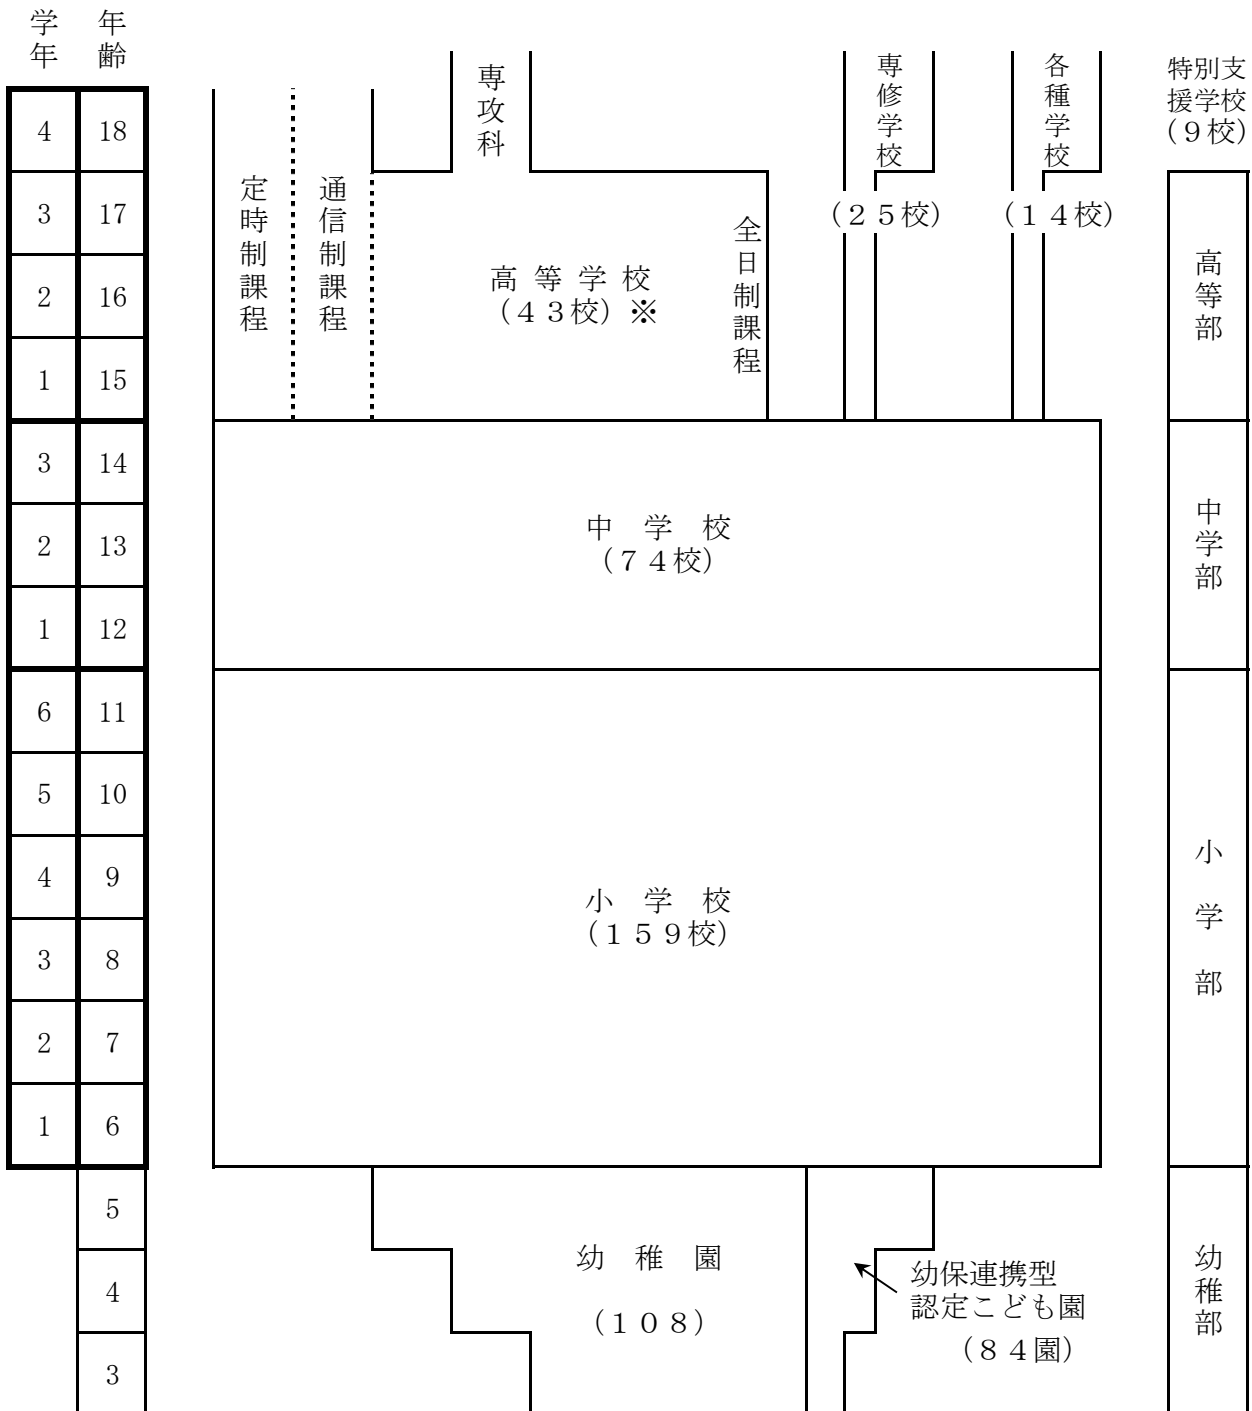 学年
年齢
4 18
3 17
2 16
1 15
3 14
2 13
1 12
6 11
5 10
4 9
3 8
2 7
1 6
5
4
3
定時制課程
通信制課程
専攻科
高等学校
(43校)※
全日制課程
専修学校
(25校)
各種学校
(14校)
中学校
(74校)
小学校
(159校)
幼稚園
(108)
幼保連携型
認定こども園
(84園)
特別支
援学校
(9校)
高等部
中学部
小学部
幼稚部